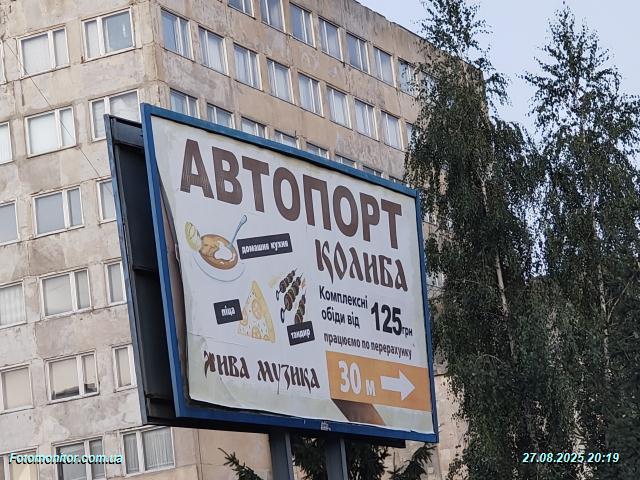 АВТОПОРТ
КОЛИБА
домашня кухня
Комплексні
обіди від 125грн
піца
тандир
працюємо по перерахунку
жива музика
30 м
Fotomonitor.com.ua
27.08.2025 20:19